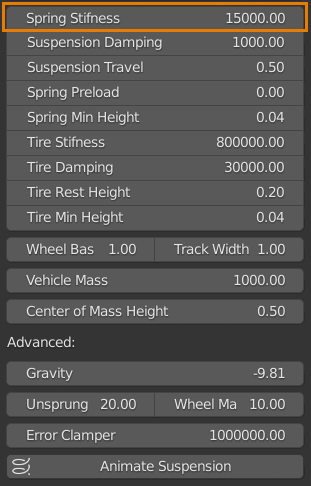 Spring Stifness 15000.00
Suspension Damping 1000.00
Suspension Travel 0.50
Spring Preload 0.00
Spring Min Height 0.04
Tire Stifness 800000.00
Tire Damping 30000.00
Tire Rest Height 0.20
Tire Min Height 0.04
Wheel Bas 1.00 Track Width 1.00
Vehicle Mass 1000.00
Center of Mass Height 0.50
Advanced:
Gravity -9.81
Unsprung 20.00 Wheel Ma 10.00
Error Clamper 1000000.00
Animate Suspension